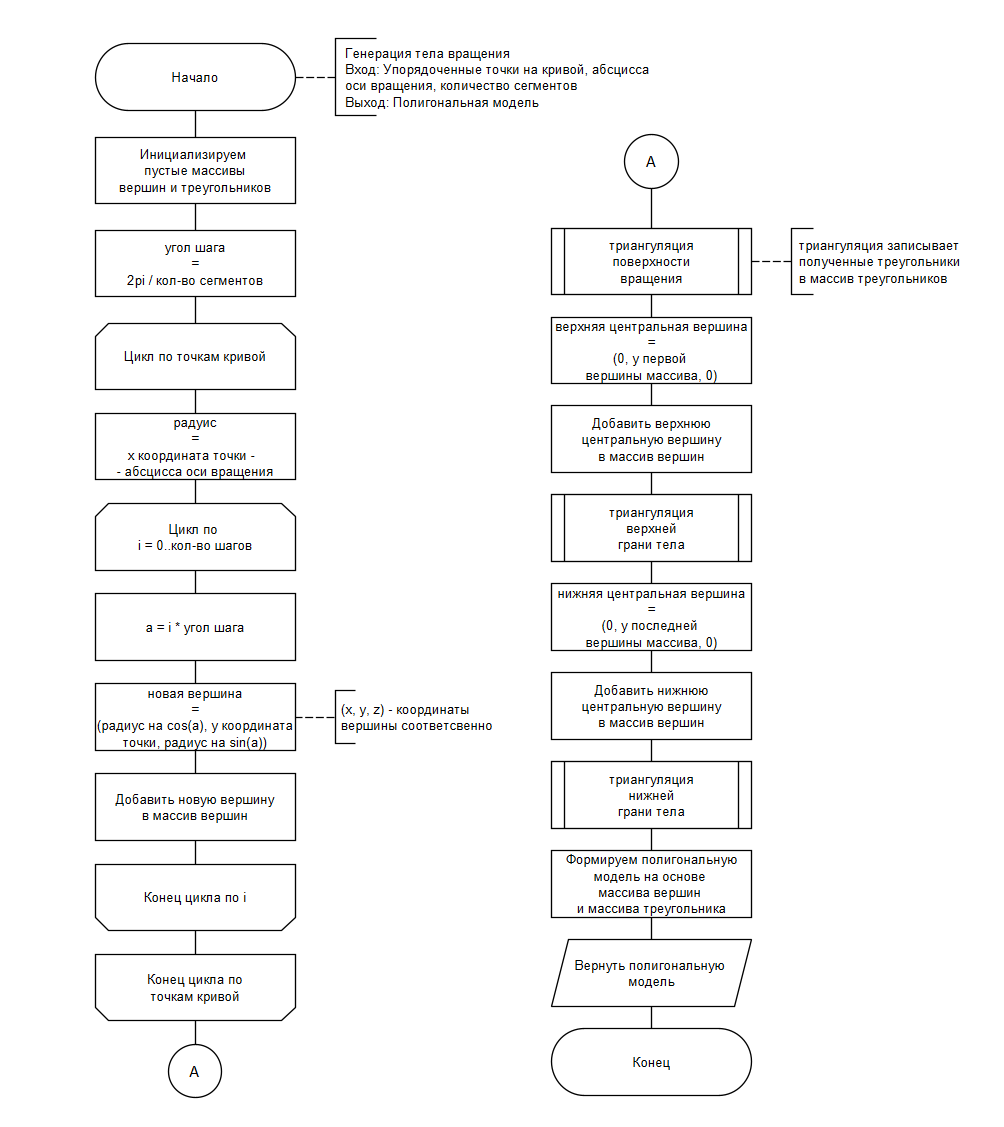 Начало
Генерация тела вращения
Вход: Упорядоченные точки на кривой, абсцисса
оси вращения, количество сегментов
Выход: Полигональная модель
Инициализируем
пустые массивы
вершин и треугольников
угол шага
=
2pi / кол-во сегментов
Цикл по точкам кривой
радуис
=
x координата точки -
- абсцисса оси вращения
Цикл по
i = 0..кол-во шагов
a = i * угол шага
новая вершина
=
(радиус на cos(a), y координата
точки, радиус на sin(a))
(x, y, z) - координаты
вершины соответсвенно
Добавить новую вершину
в массив вершин
Конец цикла по i
Конец цикла по
точкам кривой
A
A
триангуляция
поверхности
вращения
триангуляция записывает
полученные треугольники
в массив треугольников
верхняя центральная вершина
=
(0, y первой
вершины массива, 0)
Добавить верхнюю
центральную вершину
в массив вершин
триангуляция
верхней
грани тела
нижняя центральная вершина
=
(0, y последней
вершины массива, 0)
Добавить нижнюю
центральную вершину
в массив вершин
триангуляция
нижней
грани тела
Формируем полигональную
модель на основе
массива вершин
и массива треугольника
Вернуть полигональную
модель
Конец